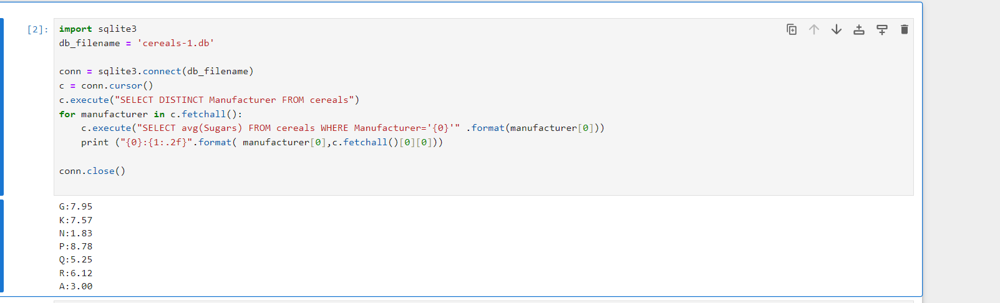 [2]:
import sqlite3
db_filename = 'cereals-1.db'
conn = sqlite3.connect(db_filename)
c = conn.cursor()
c.execute("SELECT DISTINCT Manufacturer FROM cereals")
for manufacturer in c.fetchall():
    c.execute("SELECT avg(Sugars) FROM cereals WHERE Manufacturer='{0}'" .format(manufacturer[0]))
    print ("{0}:{1:.2f}".format( manufacturer[0],c.fetchall()[0][0]))
conn.close()
G:7.95
K:7.57
N:1.83
P:8.78
Q:5.25
R:6.12
A:3.00